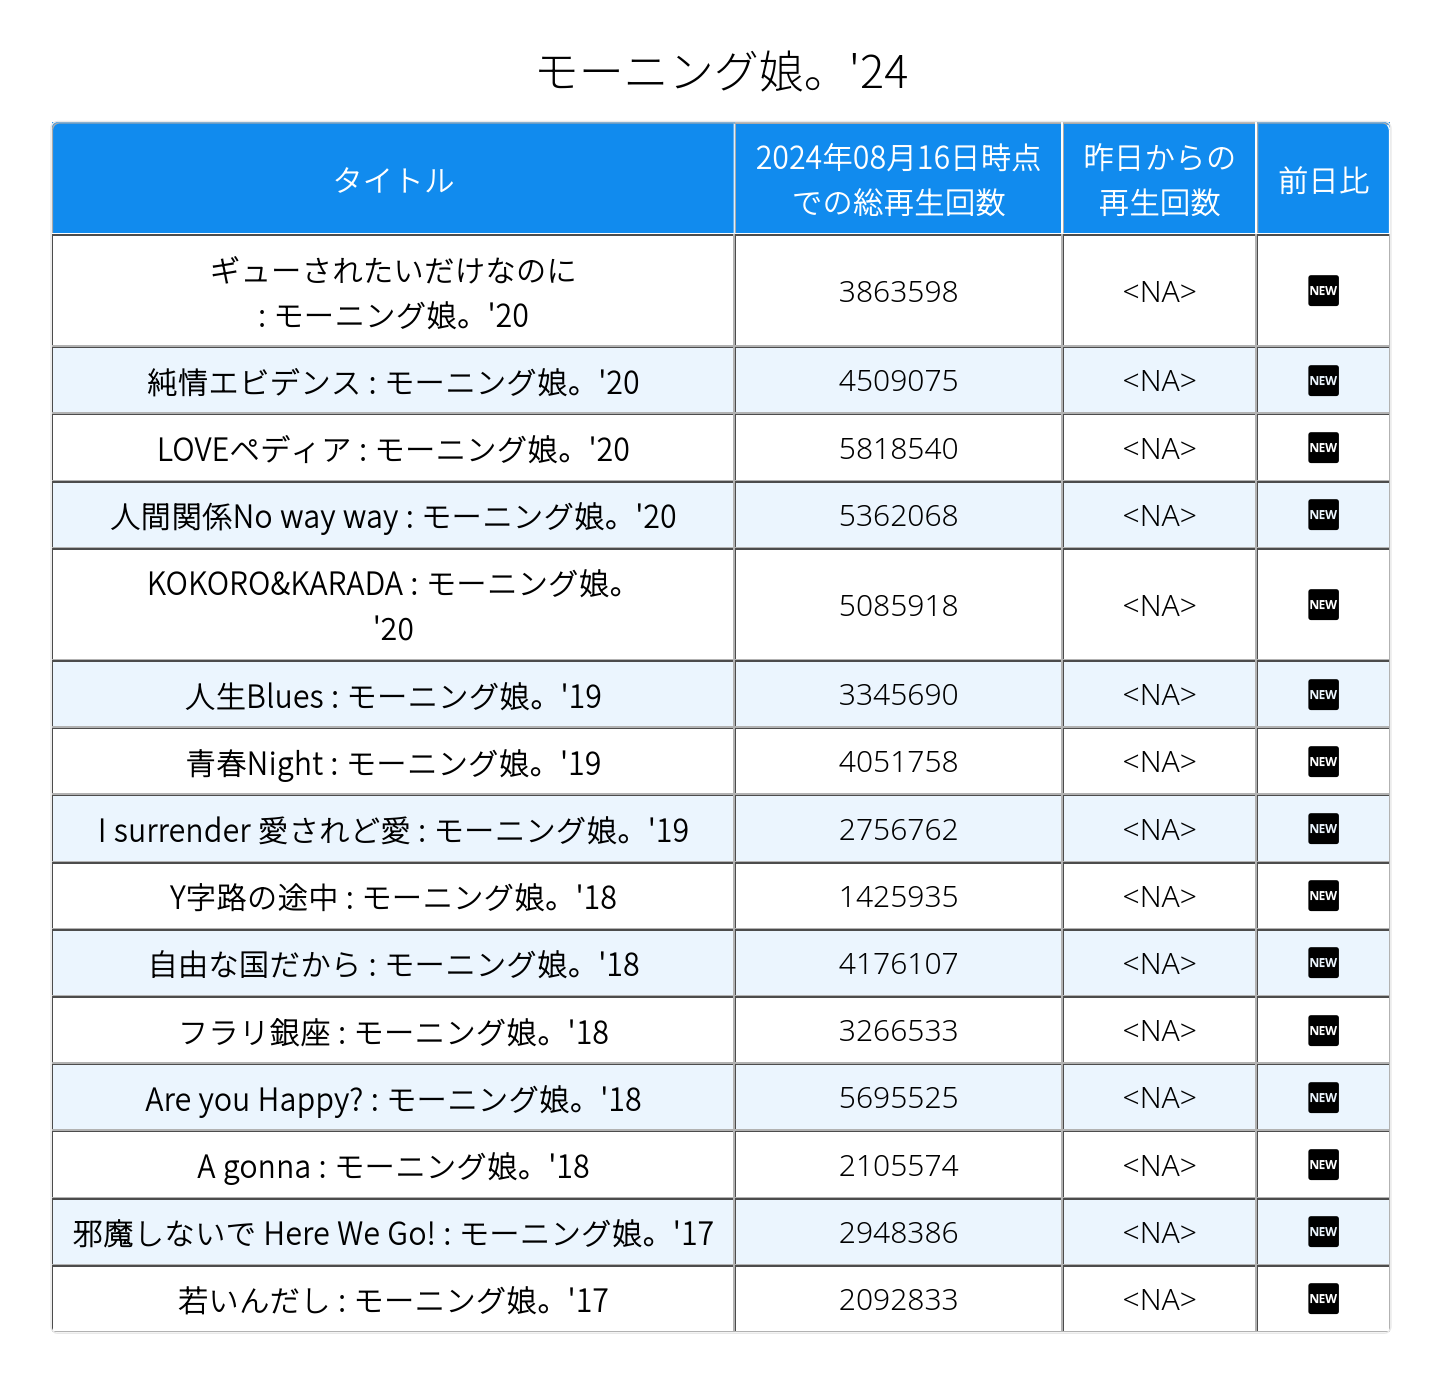 モーニング娘。'24
タイトル
2024年08月16日時点
での総再生回数
昨日からの
再生回数
前日比
ギューされたいだけなのに
: モーニング娘。'20
3863598
<NA>
NEW
純情エビデンス : モーニング娘。'20
4509075
<NA>
NEW
LOVEペディア : モーニング娘。'20
5818540
<NA>
NEW
人間関係No way way : モーニング娘。'20
5362068
<NA>
NEW
KOKORO&KARADA : モーニング娘。
'20
5085918
<NA>
NEW
人生Blues : モーニング娘。'19
3345690
<NA>
NEW
青春Night : モーニング娘。'19
4051758
<NA>
NEW
I surrender 愛されど愛 : モーニング娘。'19
2756762
<NA>
NEW
Y字路の途中 : モーニング娘。'18
1425935
<NA>
NEW
自由な国だから : モーニング娘。'18
4176107
<NA>
NEW
フラリ銀座 : モーニング娘。'18
3266533
<NA>
NEW
Are you Happy? : モーニング娘。'18
5695525
<NA>
NEW
A gonna : モーニング娘。'18
2105574
<NA>
NEW
邪魔しないで Here We Go! : モーニング娘。'17
2948386
<NA>
NEW
若いんだし : モーニング娘。'17
2092833
<NA>
NEW